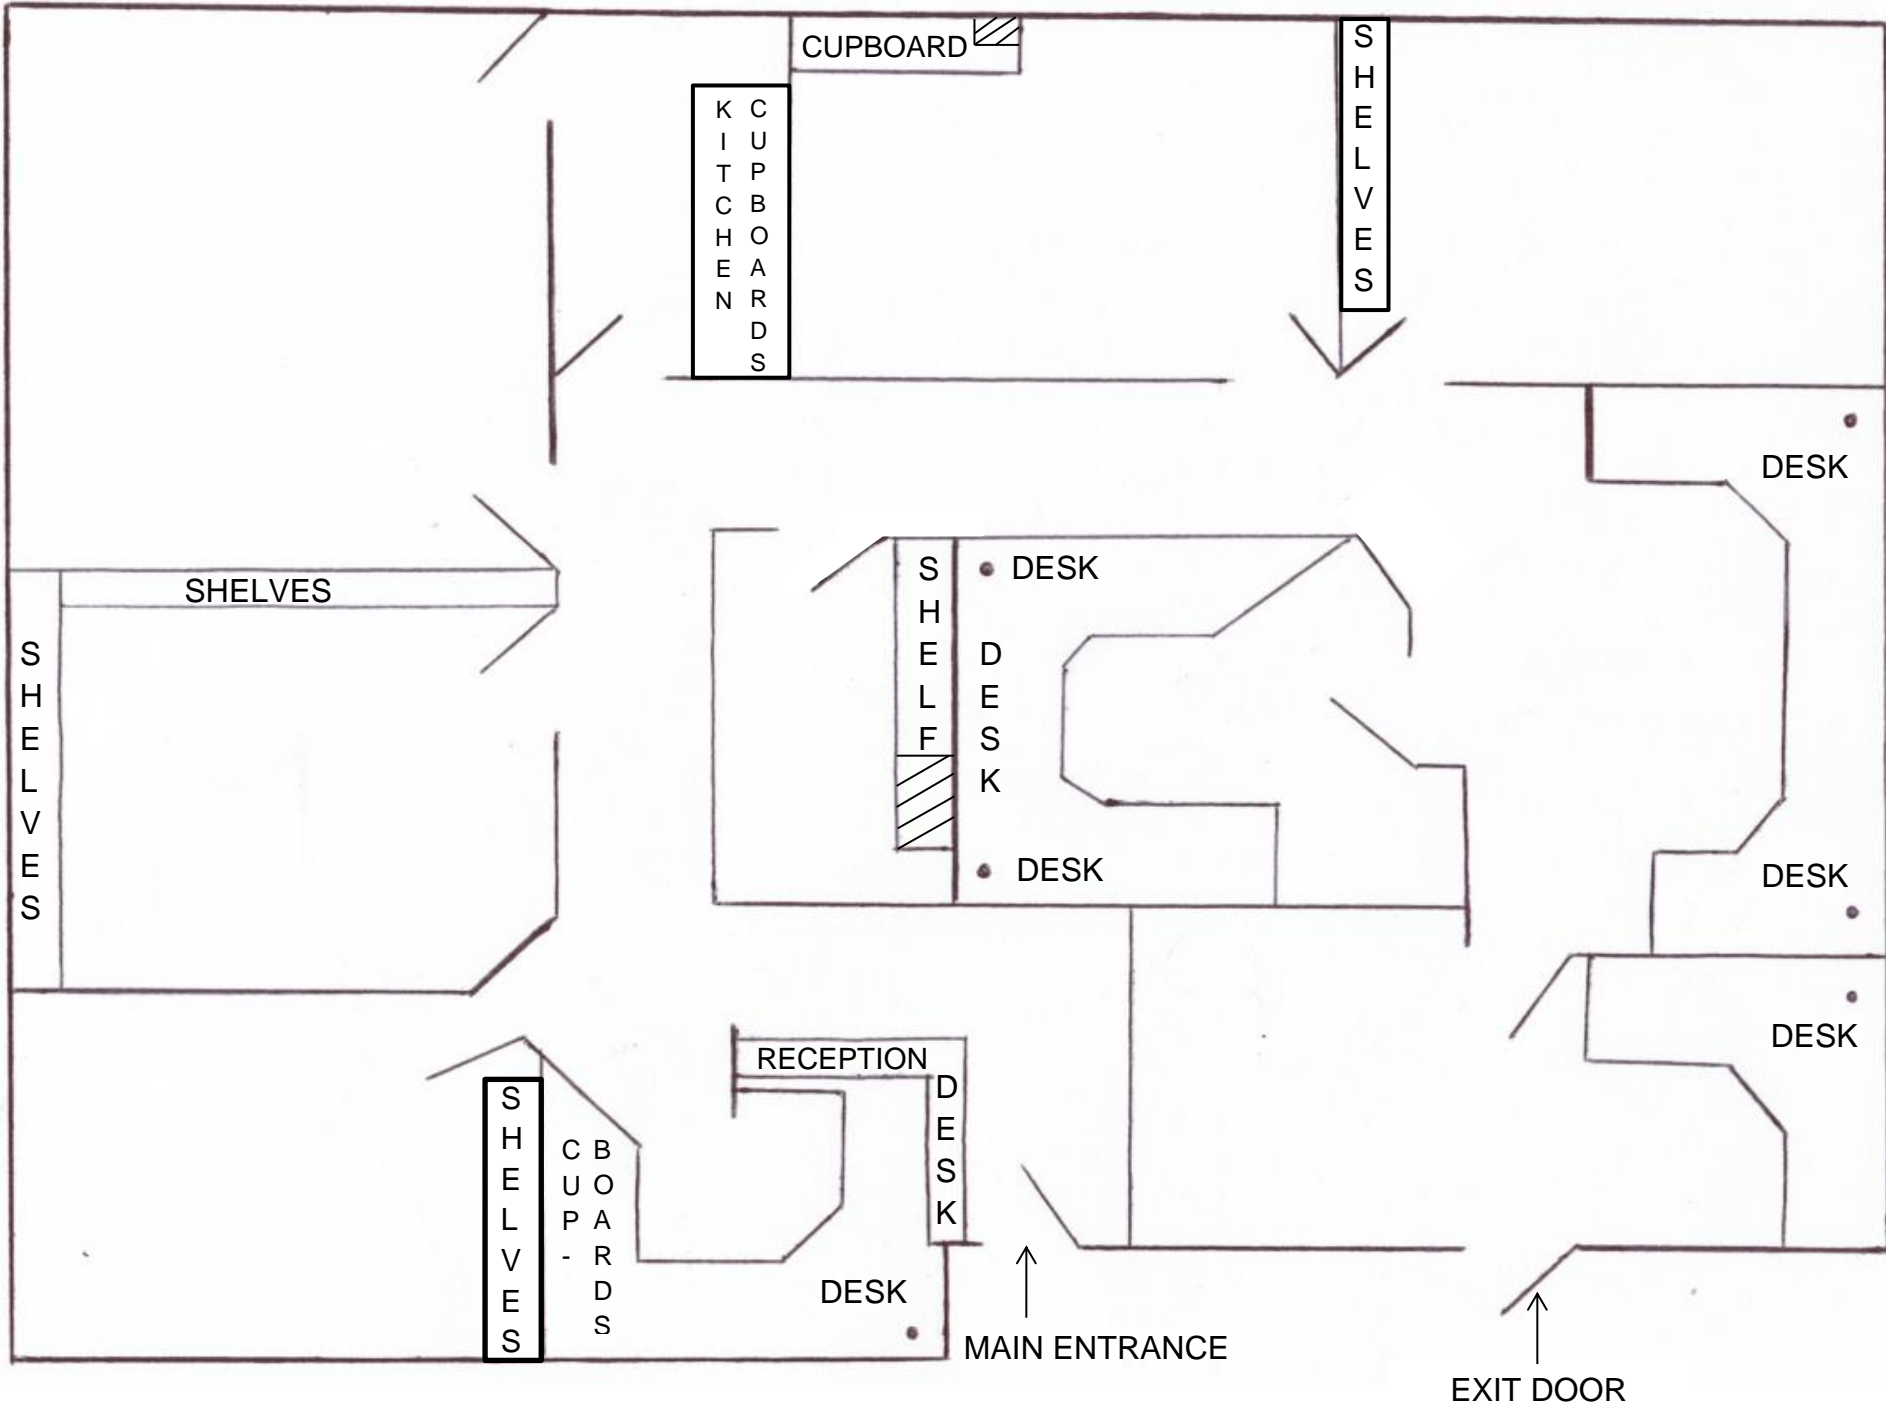 CUPBOARD
KITCHEN
CUPBOARDS
SHELVES
DESK
SHELVES
SHELVES
SHELF
DESK
DESK
DESK
DESK
DESK
RECEPTION
DESK
SHELVES
CUP-
BOARDS
DESK
MAIN ENTRANCE
EXIT DOOR